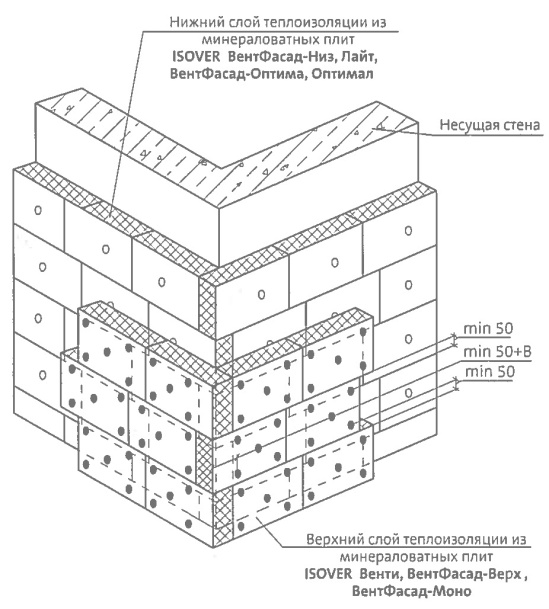 Нижний слой теплоизоляции из
минераловатных плит
ISOVER ВентФасад-Низ, Лайт,
ВентФасад-Оптима, Оптимал
Несущая стена
min 50
min 50+B
min 50
Верхний слой теплоизоляции из
минераловатных плит
ISOVER Венти, ВентФасад-Верх ,
ВентФасад-Моно